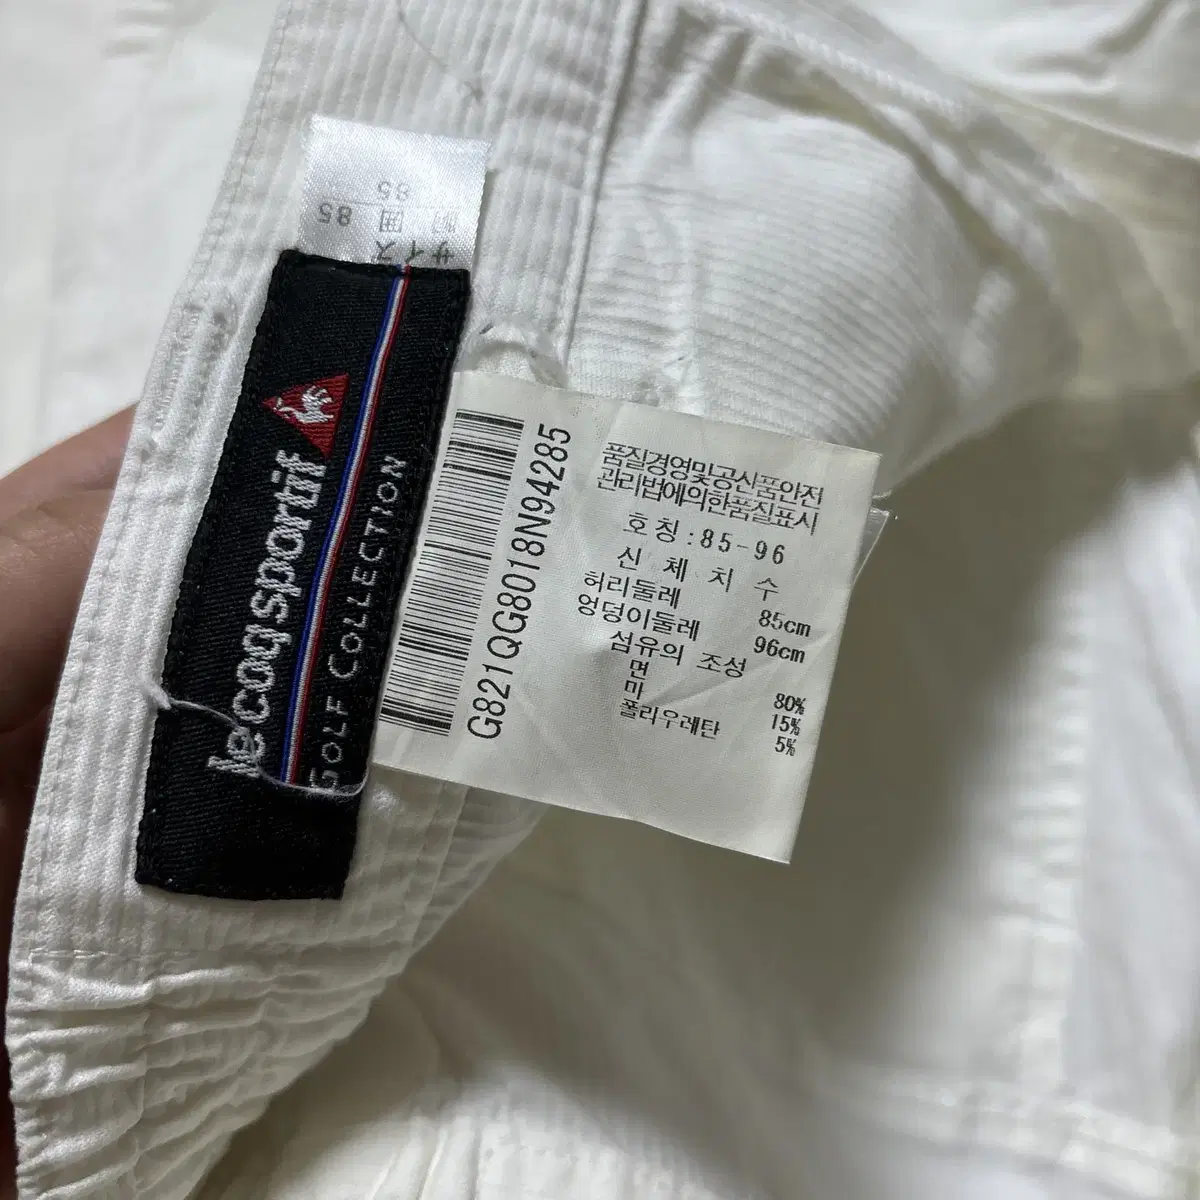 サイズ
胴囲 85
85
le coq sportif
GOLF COLLECTION
G821QG8018N94285
품질경영및공산품안전
관리법에의한품질표시
호칭:85-96
신체치수
허리둘레 85cm
엉덩이둘레 96cm
섬유의 조성
면 80%
마 15%
폴리우레탄 5%